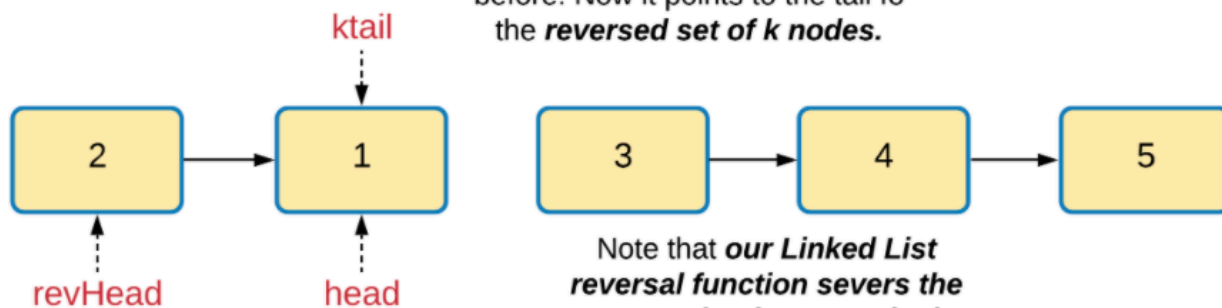 before. Now it points to the tail fo
ktail
the reversed set of k nodes.
2
1
3
4
5
Note that our Linked List
revHead
head
reversal function severs the